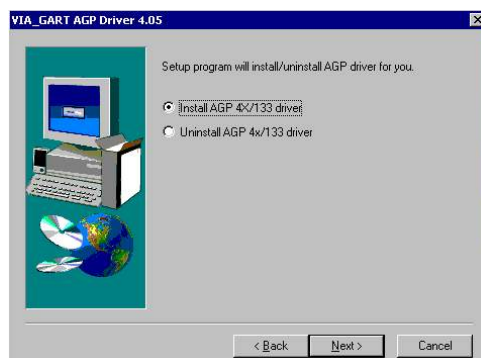 VIA_GART AGP Driver 4.05
Setup program will install/uninstall AGP driver for you.
Install AGP 4X/133 driver
Uninstall AGP 4x/133 driver
< Back
Next >
Cancel